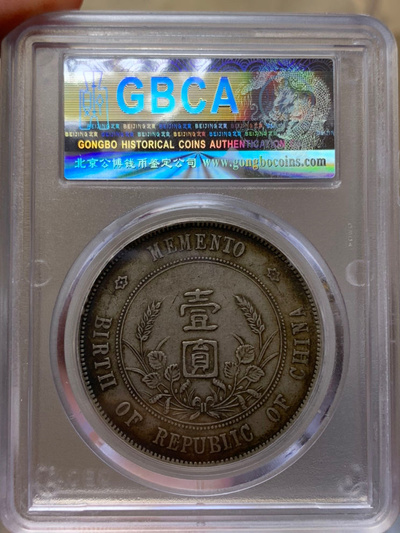 GBCA
GONGBO HISTORICAL COINS AUTHENTICATION
北京公博钱币鉴定公司 www.gongbocoins.com
MEMENTO
壹
圓
BIRTH OF REPUBLIC OF CHINA